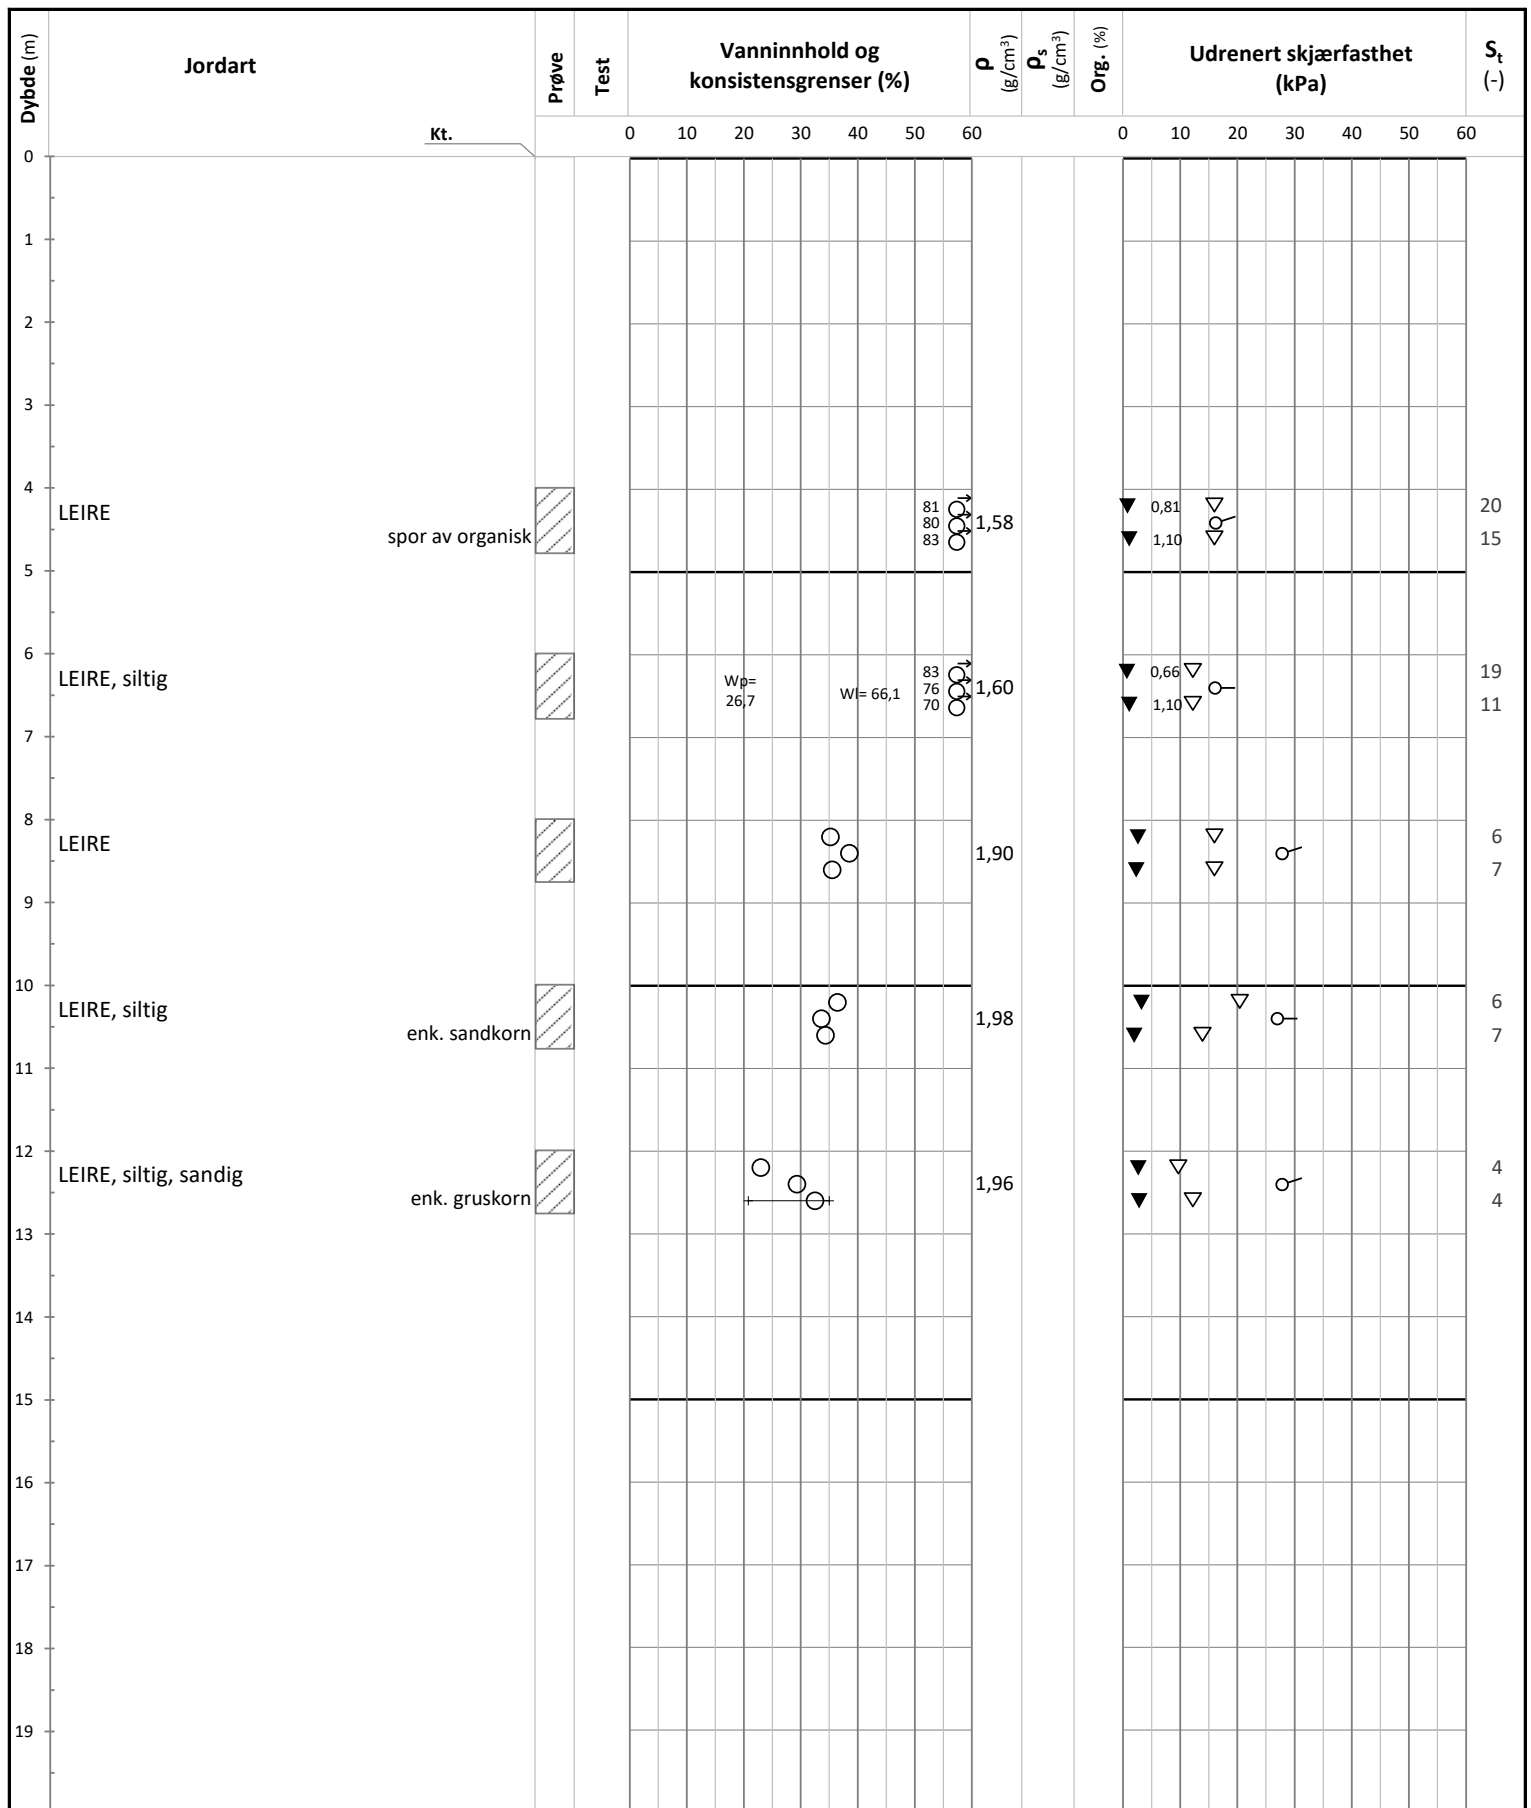 Dybde (m)
Jordart
Kt.
Prøve
Test
Vanninnhold og
konsistensgrenser (%)
ρ
(g/cm³)
ρs
(g/cm³)
Org. (%)
Udrenert skjærfasthet
(kPa)
St
(-)
0 10 20 30 40 50 60
0 10 20 30 40 50 60
0
1
2
3
4
LEIRE
81 0,81 20
80 1,58
spor av organisk 83 1,10 15
5
6
LEIRE, siltig
83 0,66 19
Wp=
26,7
Wl= 66,1
76 1,60
70 1,10 11
7
8
LEIRE
6
1,90
7
9
10
LEIRE, siltig
6
1,98
enk. sandkorn 7
11
12
LEIRE, siltig, sandig
4
1,96
enk. gruskorn 4
13
14
15
16
17
18
19